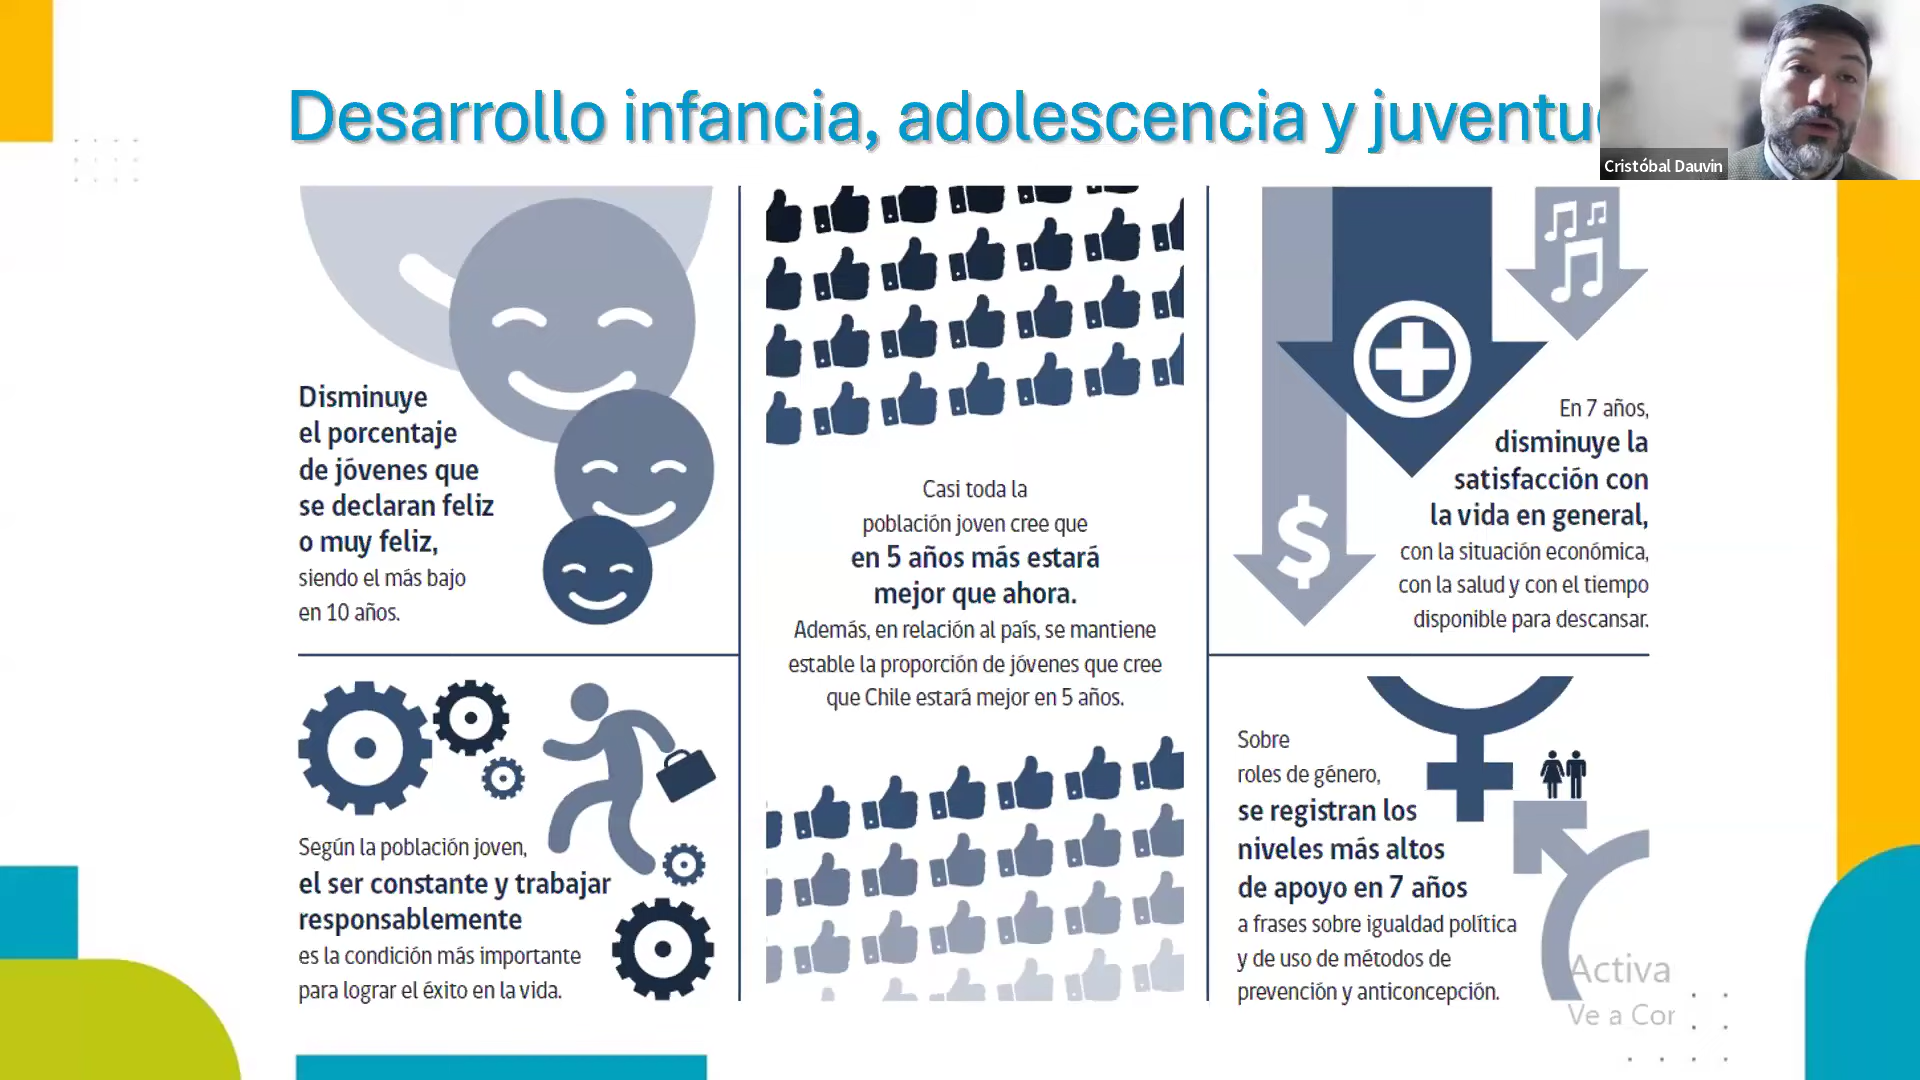 Desarrollo infancia, adolescencia y juventu
Cristóbal Dauvin
Disminuye
el porcentaje
de jóvenes que
se declaran feliz
o muy feliz,
siendo el más bajo
en 10 años.
Según la población joven,
el ser constante y trabajar
responsablemente
es la condición más importante
para lograr el éxito en la vida.
Casi toda la
población joven cree que
en 5 años más estará
mejor que ahora.
Además, en relación al país, se mantiene
estable la proporción de jóvenes que cree
que Chile estará mejor en 5 años.
$
En 7 años,
disminuye la
satisfacción con
la vida en general,
con la situación económica,
con la salud y con el tiempo
disponible para descansar.
Sobre
roles de género,
se registran los
niveles más altos
de apoyo en 7 años
a frases sobre igualdad política
y de uso de métodos de
prevención y anticoncepción.
Activa
Ve a Cor